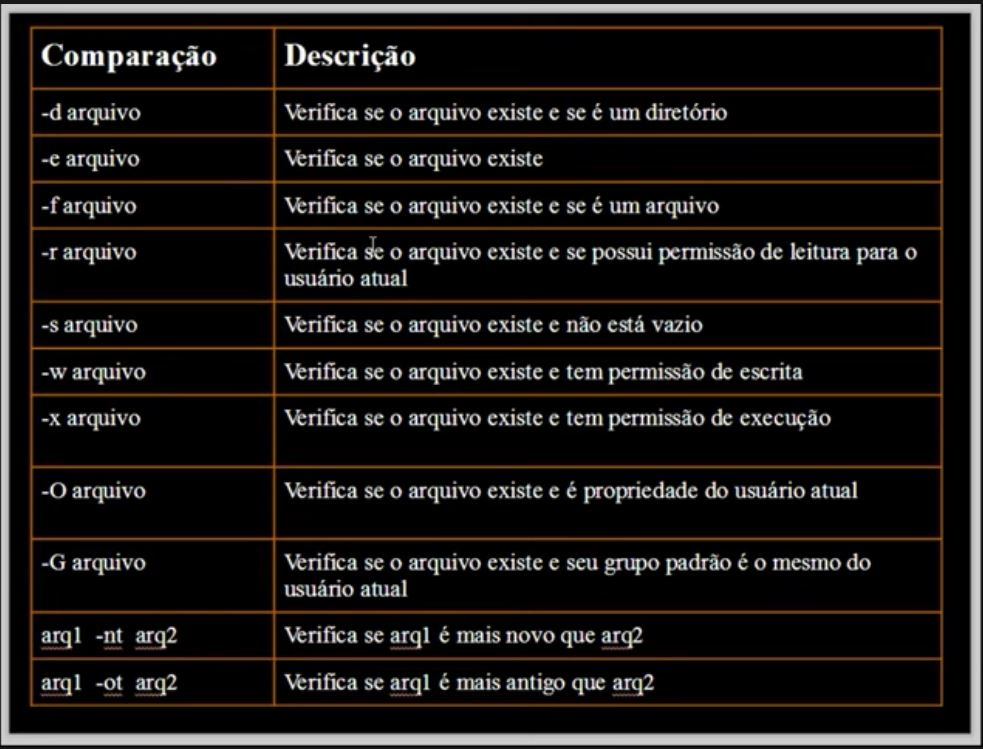 Comparação Descrição
-d arquivo Verifica se o arquivo existe e se é um diretório
-e arquivo Verifica se o arquivo existe
-f arquivo Verifica se o arquivo existe e se é um arquivo
-r arquivo Verifica se o arquivo existe e se possui permissão de leitura para o
usuário atual
-s arquivo Verifica se o arquivo existe e não está vazio
-w arquivo Verifica se o arquivo existe e tem permissão de escrita
-x arquivo Verifica se o arquivo existe e tem permissão de execução
-O arquivo Verifica se o arquivo existe e é propriedade do usuário atual
-G arquivo Verifica se o arquivo existe e seu grupo padrão é o mesmo do
usuário atual
arq1 -nt arq2 Verifica se arq1 é mais novo que arq2
arq1 -ot arq2 Verifica se arq1 é mais antigo que arq2